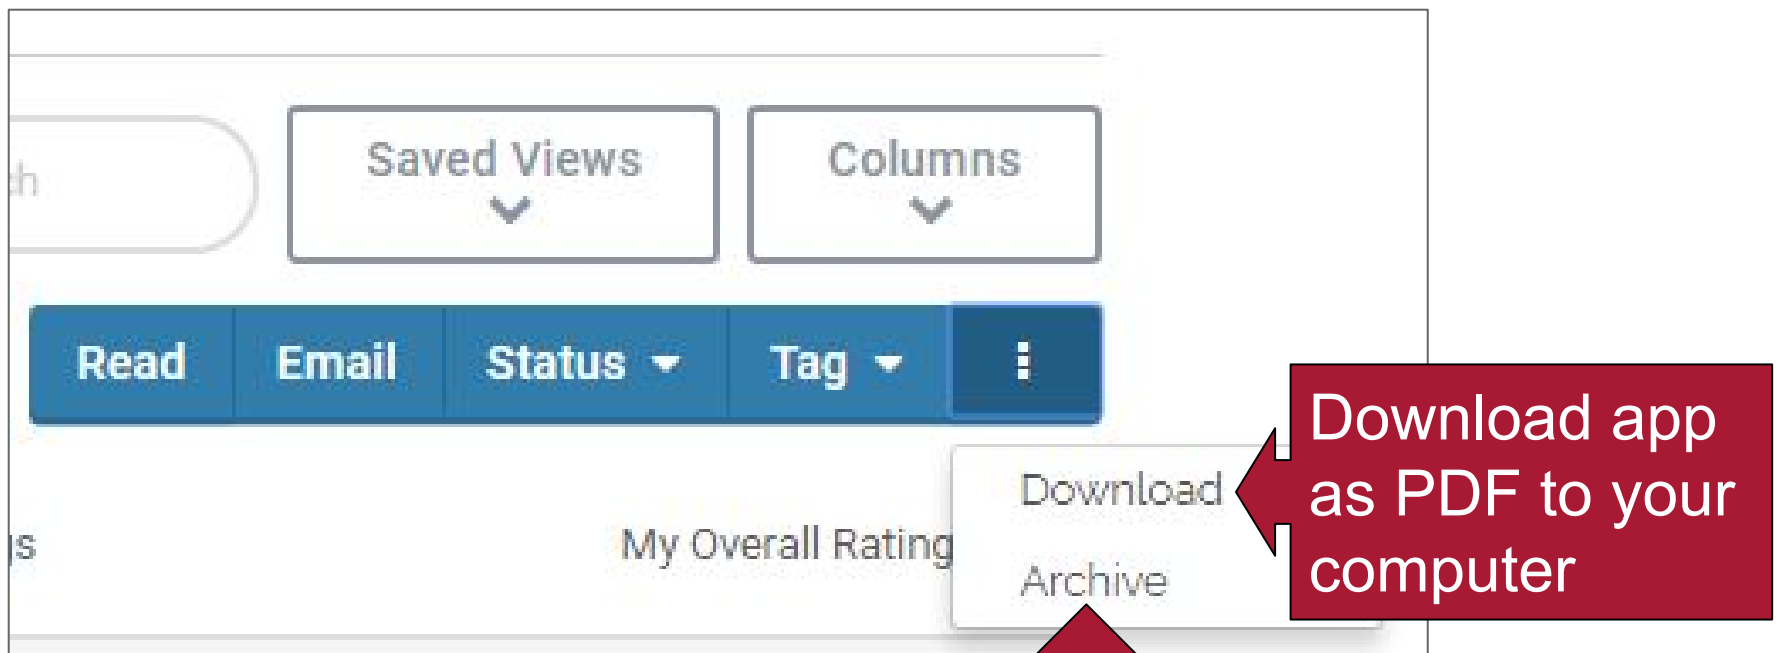 Saved Views
Columns
Read Email Status Tag
Download app
as PDF to your
computer
Download
My Overall Rating
Archive